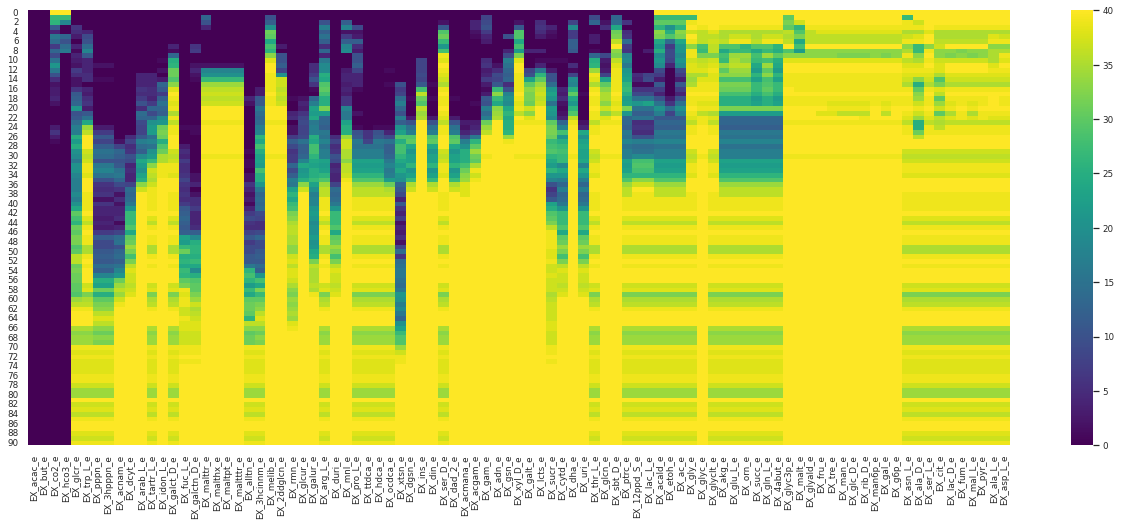 0
2
4
6
8
10
12
14
16
18
20
22
24
26
28
30
32
34
36
38
40
42
44
46
48
50
52
54
56
58
60
62
64
66
68
70
72
74
76
78
80
82
84
86
88
90
EX_acac_e
EX_but_e
EX_co2_e
EX_hco3_e
EX_glcr_e
EX_trp_L_e
EX_pppn_e
EX_3hpppn_e
EX_acnam_e
EX_dcyt_e
EX_arab_L_e
EX_tartr_L_e
EX_idon_L_e
EX_galct_D_e
EX_fuc_L_e
EX_galctn_D_e
EX_malttr_e
EX_malthx_e
EX_maltpt_e
EX_maltttr_e
EX_alltn_e
EX_3hcinnm_e
EX_melib_e
EX_2ddglcn_e
EX_rmn_e
EX_glcur_e
EX_galur_e
EX_arg_L_e
EX_duri_e
EX_mnl_e
EX_pro_L_e
EX_ttdca_e
EX_hdca_e
EX_ocdca_e
EX_xtsn_e
EX_dgsn_e
EX_ins_e
EX_din_e
EX_ser_D_e
EX_dad_2_e
EX_acmana_e
EX_acgam_e
EX_gam_e
EX_adn_e
EX_gsn_e
EX_xyl_D_e
EX_galt_e
EX_lcts_e
EX_sucr_e
EX_cytd_e
EX_dha_e
EX_uri_e
EX_thr_L_e
EX_glcn_e
EX_sbt_D_e
EX_ptrc_e
EX_12ppd_S_e
EX_lac_L_e
EX_acald_e
EX_etoh_e
EX_ac_e
EX_gly_e
EX_glyc_e
EX_glyclt_e
EX_akg_e
EX_glu_L_e
EX_orn_e
EX_succ_e
EX_gln_L_e
EX_4abut_e
EX_glyc3p_e
EX_malt_e
EX_glyald_e
EX_fru_e
EX_tre_e
EX_man_e
EX_glc_D_e
EX_rib_D_e
EX_man6p_e
EX_gal_e
EX_g6p_e
EX_asn_L_e
EX_ala_D_e
EX_ser_L_e
EX_cit_e
EX_lac_D_e
EX_fum_e
EX_mal_L_e
EX_pyr_e
EX_ala_L_e
EX_asp_L_e
40
35
30
25
20
15
10
5
0